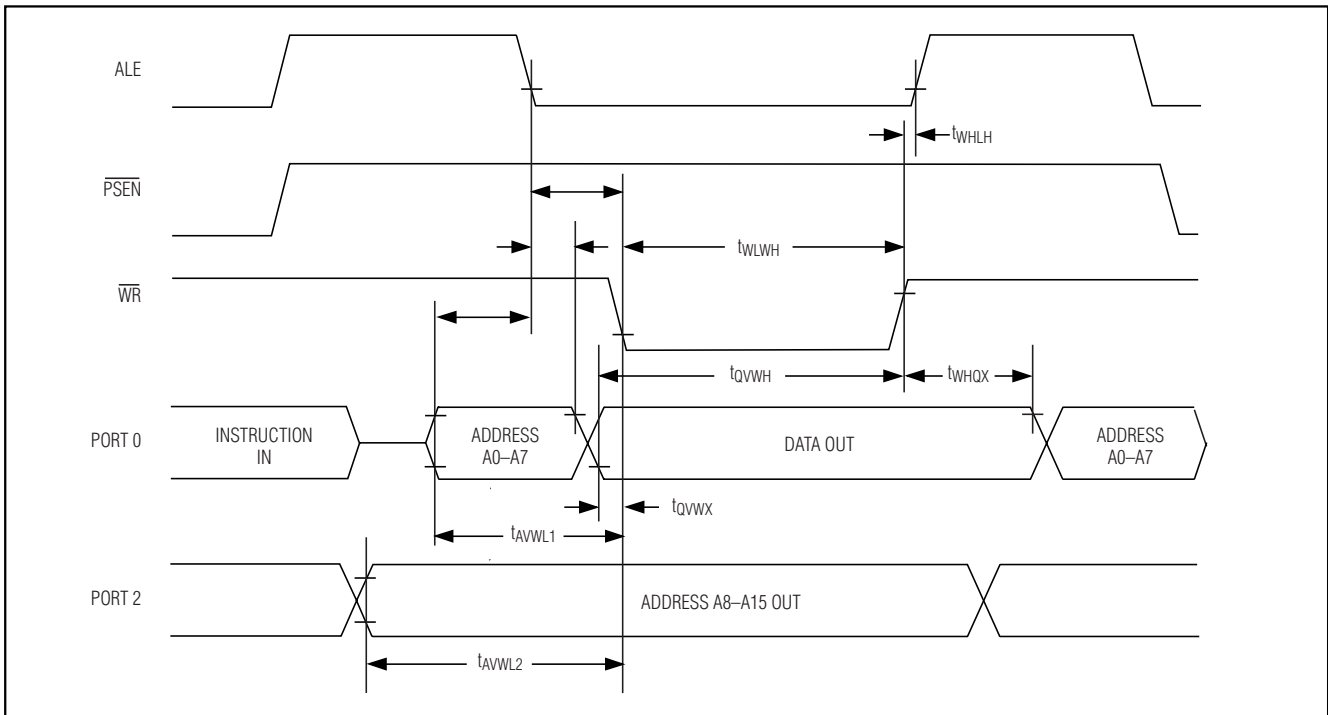 ALE
tWHLH
PSEN
tWLWH
WR
tQVWH
tWHQX
PORT 0
INSTRUCTION
IN
ADDRESS
A0–A7
DATA OUT
ADDRESS
A0–A7
tQVWX
tAVWL1
PORT 2
ADDRESS A8–A15 OUT
tAVWL2